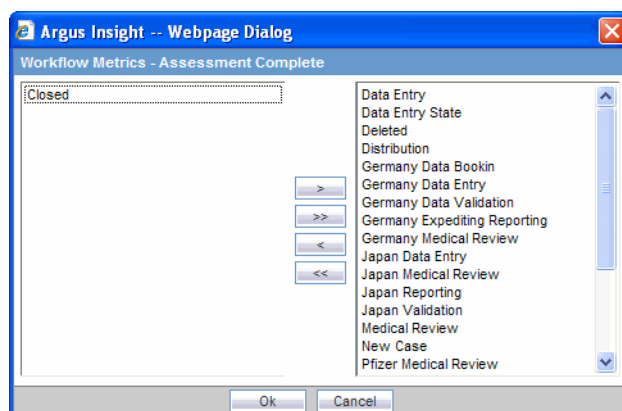 Argus Insight -- Webpage Dialog
Workflow Metrics - Assessment Complete
Closed
Data Entry
Data Entry State
Deleted
Distribution
Germany Data Bookin
Germany Data Entry
Germany Data Validation
Germany Expediting Reporting
Germany Medical Review
Japan Data Entry
Japan Medical Review
Japan Reporting
Japan Validation
Medical Review
New Case
Pfizer Medical Review
>
>>
<
<<
Ok
Cancel